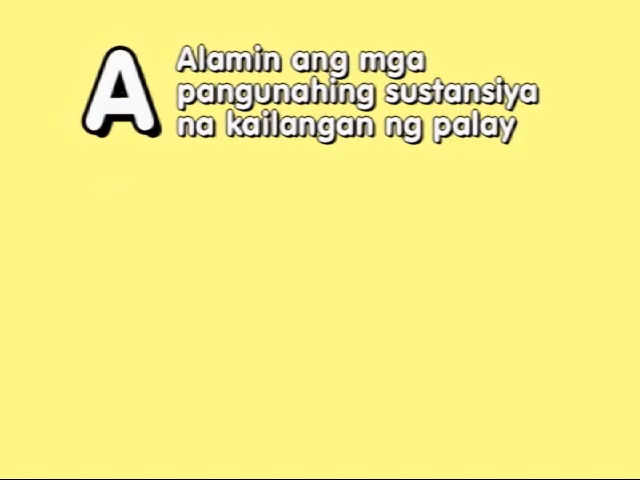 A
Alamin ang mga
pangunahing sustansiya
na kailangan ng palay